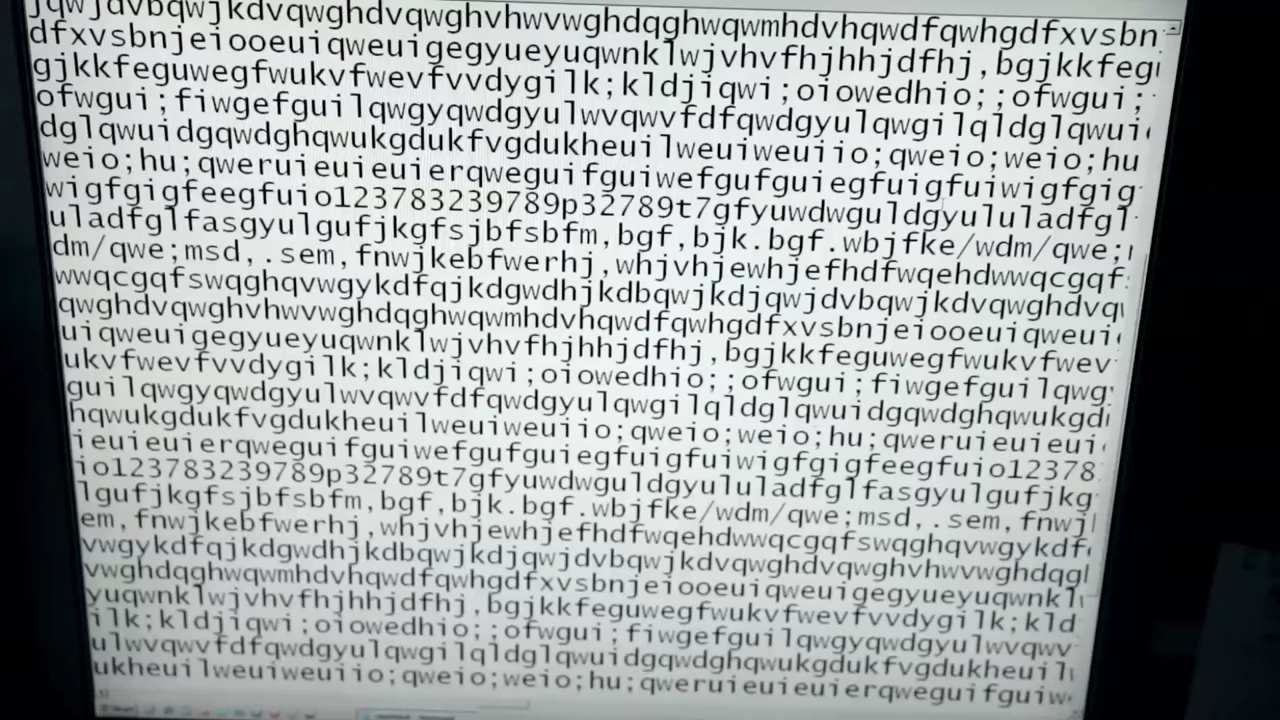 jqwjdvbqwjkdvqwghdvqwghvhwvwghdqghwqwmhdvhqwdfqwhgdfxvsbn
dfxvsbnjeiooeuiqweuigegyueyuqwnklwjvhvfhjhhjdfhj,bgjkkfeg
gjkkfeguwegfwukvfwevfvvdygilk;kldjiqwi;oiowedhio;;ofwgui;
ofwgui;fiwgefguilqwgyqwdgyulwvqwvfdfqwdgyulqwgilqldglqwui
dglqwuidgqwdghqwukgdukfvgdukheuilweuiweuiio;qweio;weio;hu
weio;hu;qweruieuieuierqweguifguiwefgufguiegfuigfuiwigfgig
wigfgigfeegfuio123783239789p32789t7gfyuwdwguldgyululadfgl
uladfglfasgyulgufjkgfsjbfsbfm,bgf,bjk.bgf.wbjfke/wdm/qwe;
dm/qwe;msd,.sem,fnwjkebfwerhj,whjvhjewhjefhdfwqehdwwqcgqf
wwqcgqfswqghqvwgykdfqjkdgwdhjkdbqwjkdjqwjdvbqwjkdvqwghdvq
qwghdvqwghvhwvwghdqghwqwmhdvhqwdfqwhgdfxvsbnjeiooeuiqweui
uiqweuigegyueyuqwnklwjvhvfhjhhjdfhj,bgjkkfeguwegfwukvfwev
ukvfwevfvvdygilk;kldjiqwi;oiowedhio;;ofwgui;fiwgefguilqwg
guilqwgyqwdgyulwvqwvfdfqwdgyulqwgilqldglqwuidgqwdghqwukgd
hqwukgdukfvgdukheuilweuiweuiio;qweio;weio;hu;qweruieuieui
ieuieuierqweguifguiwefgufguiegfuigfuiwigfgigfeegfuio12378
io123783239789p32789t7gfyuwdwguldgyululadfglfasgyulgufjkg
lgufjkgfsjbfsbfm,bgf,bjk.bgf.wbjfke/wdm/qwe;msd,.sem,fnwj
em,fnwjkebfwerhj,whjvhjewhjefhdfwqehdwwqcgqfswqghqvwgykdf
vwgykdfqjkdgwdhjkdbqwjkdjqwjdvbqwjkdvqwghdvqwghvhwvwghdqg
vwghdqghwqwmhdvhqwdfqwhgdfxvsbnjeiooeuiqweuigegyueyuqwnkl
yuqwnklwjvhvfhjhhjdfhj,bgjkkfeguwegfwukvfwevfvvdygilk;kld
ilk;kldjiqwi;oiowedhio;;ofwgui;fiwgefguilqwgyqwdgyulwvqwv
ulwvqwvfdfqwdgyulqwgilqldglqwuidgqwdghqwukgdukfvgdukheuil
ukheuilweuiweuiio;qweio;weio;hu;qweruieuieuierqweguifguiw